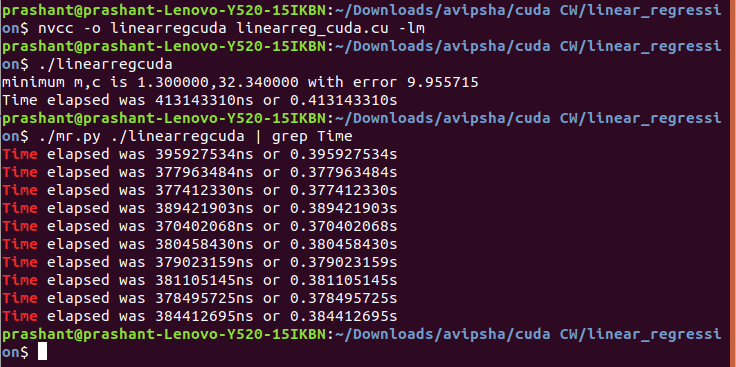 prashant@prashant-Lenovo-Y520-15IKBN:~/Downloads/avipsha/cuda CW/linear_regressi
on$ nvcc -o linearregcuda linearreg_cuda.cu -lm
prashant@prashant-Lenovo-Y520-15IKBN:~/Downloads/avipsha/cuda CW/linear_regressi
on$ ./linearregcuda
minimum m,c is 1.300000,32.340000 with error 9.955715
Time elapsed was 413143310ns or 0.413143310s
prashant@prashant-Lenovo-Y520-15IKBN:~/Downloads/avipsha/cuda CW/linear_regressi
on$ ./mr.py ./linearregcuda | grep Time
Time elapsed was 395927534ns or 0.395927534s
Time elapsed was 377963484ns or 0.377963484s
Time elapsed was 377412330ns or 0.377412330s
Time elapsed was 389421903ns or 0.389421903s
Time elapsed was 370402068ns or 0.370402068s
Time elapsed was 380458430ns or 0.380458430s
Time elapsed was 379023159ns or 0.379023159s
Time elapsed was 381105145ns or 0.381105145s
Time elapsed was 378495725ns or 0.378495725s
Time elapsed was 384412695ns or 0.384412695s
prashant@prashant-Lenovo-Y520-15IKBN:~/Downloads/avipsha/cuda CW/linear_regressi
on$